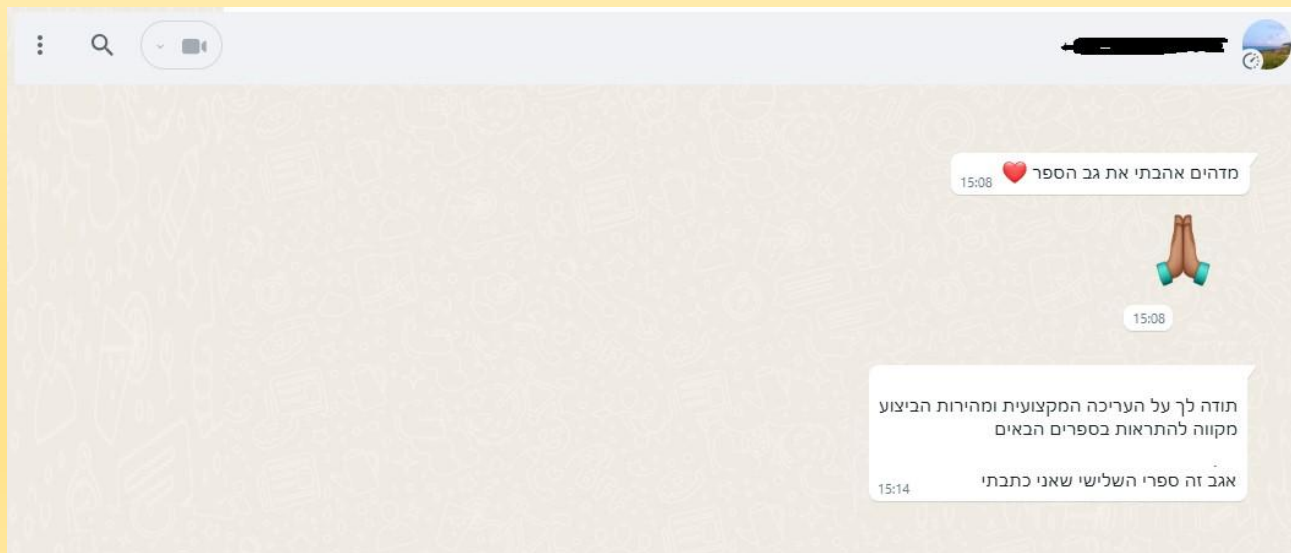 מדהים אהבתי את גב הספר ❤️ 15:08
🙏🏾
15:08
תודה לך על העריכה המקצועית ומהירות הביצוע
מקווה להתראות בספרים הבאים
אגב זה ספרי השלישי שאני כתבתי 15:14